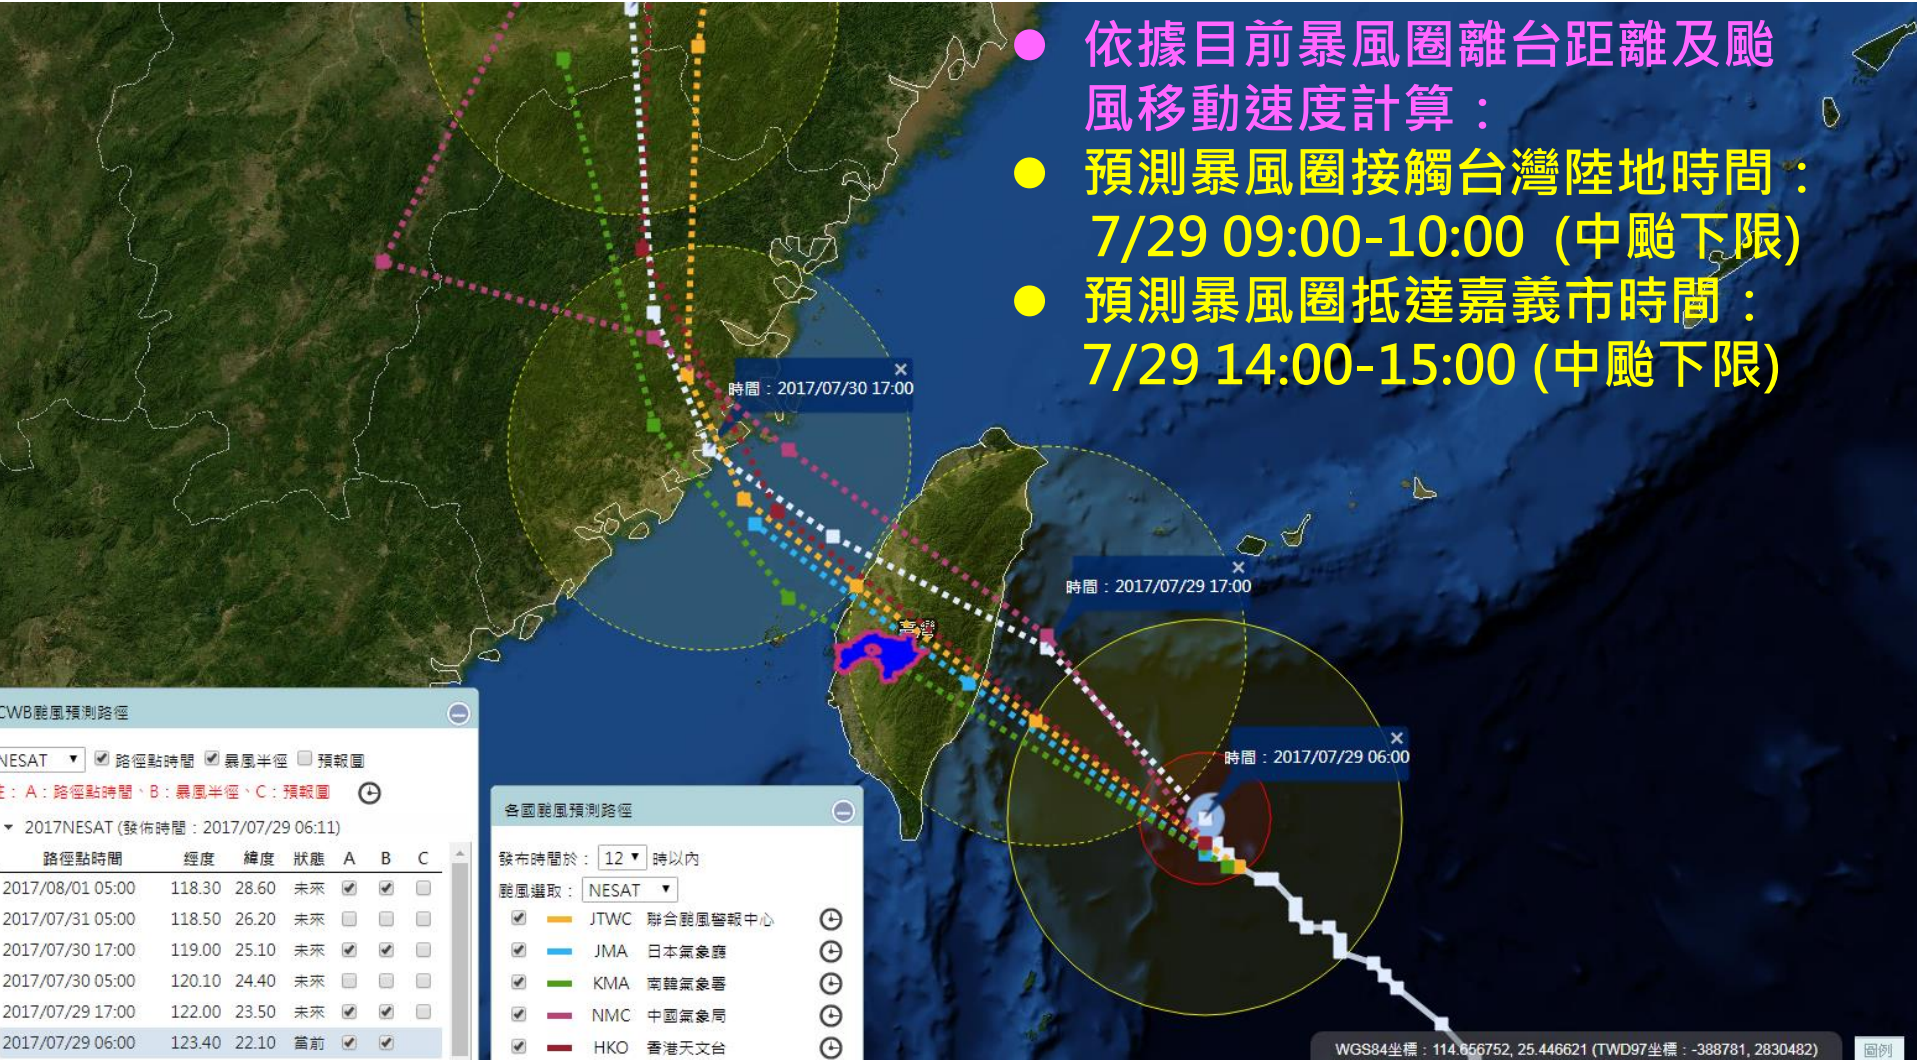 ● 依據目前暴風圈離台距離及颱
風移動速度計算：
● 預測暴風圈接觸台灣陸地時間：
7/29 09:00-10:00 (中颱下限)
● 預測暴風圈抵達嘉義市時間：
7/29 14:00-15:00 (中颱下限)
時間：2017/07/30 17:00
時間：2017/07/29 17:00
臺灣
時間：2017/07/29 06:00
CWB颱風預測路徑
NESAT 路徑點時間 暴風半徑 預報圖
A：路徑點時間、B：暴風半徑、C：預報圖
2017NESAT (發佈時間：2017/07/29 06:11)
路徑點時間 經度 緯度 狀態 A B C
2017/08/01 05:00 118.30 28.60 未來
2017/07/31 05:00 118.50 26.20 未來
2017/07/30 17:00 119.00 25.10 未來
2017/07/30 05:00 120.10 24.40 未來
2017/07/29 17:00 122.00 23.50 未來
2017/07/29 06:00 123.40 22.10 當前
各國颱風預測路徑
發布時間於：12 時以內
颱風選取：NESAT
JTWC 聯合颱風警報中心
JMA 日本氣象廳
KMA 南韓氣象署
NMC 中國氣象局
HKO 香港天文台
WGS84坐標：114.656752, 25.446621 (TWD97坐標：-388781, 2830482)
圖例